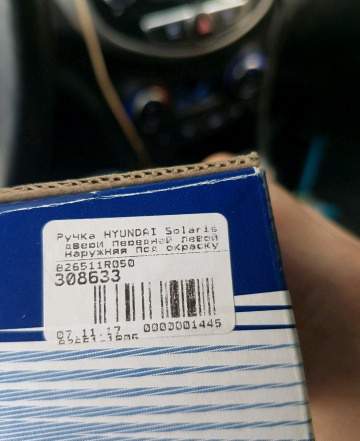 Ручка HYUNDAI Solaris
двери передней левой
наружняя под окраску
826511R050
308633
07.11.17 0000001445